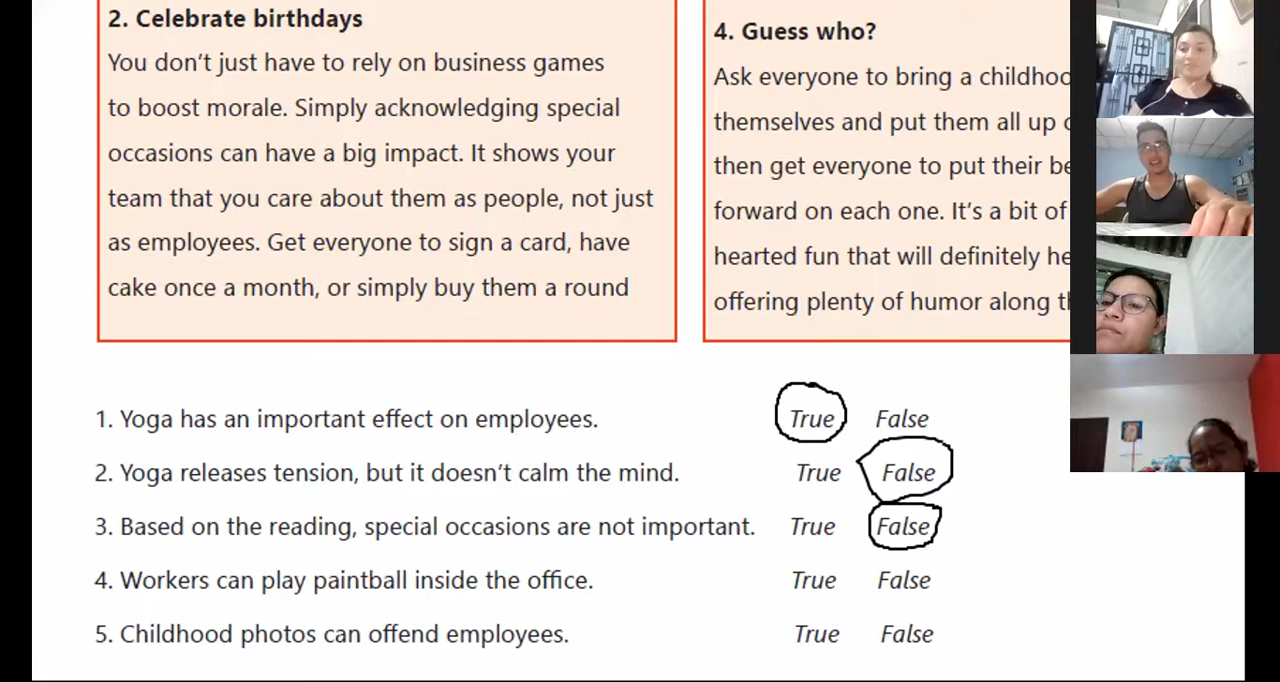 2. Celebrate birthdays
You don't just have to rely on business games
to boost morale. Simply acknowledging special
occasions can have a big impact. It shows your
team that you care about them as people, not just
as employees. Get everyone to sign a card, have
cake once a month, or simply buy them a round
4. Guess who?
Ask everyone to bring a
themselves and put them all up
then get everyone to put their
forward on each one. It's a bit of
hearted fun that will definitely
offering plenty of humor along
1. Yoga has an important effect on employees. True False
2. Yoga releases tension, but it doesn't calm the mind. True False
3. Based on the reading, special occasions are not important. True False
4. Workers can play paintball inside the office. True False
5. Childhood photos can offend employees. True False